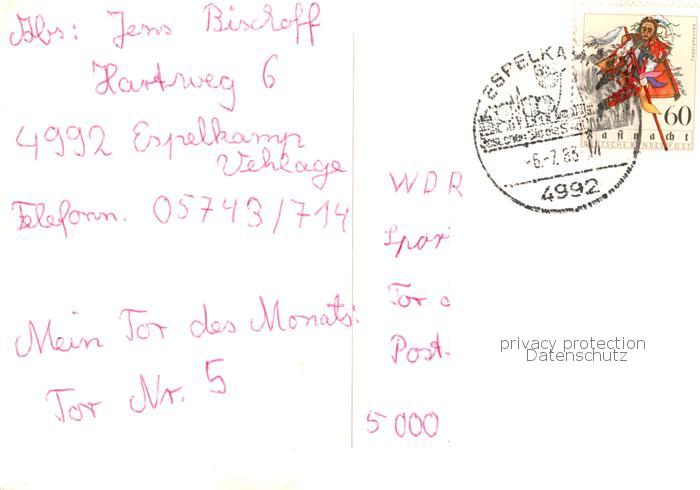 Abs: Jens Bischoff
Hartweg 6
4992 Espelkamp
Vehlage
Telefonn. 05743/714
Mein Tor des Monats:
Tor Nr. 5
WDR
Spor
Tor
Post-
5000
ESPELKA
-6.-7.83
4992
60
Fastnacht
DEUTSCHE BUNDESPOST
privacy protection
Datenschutz